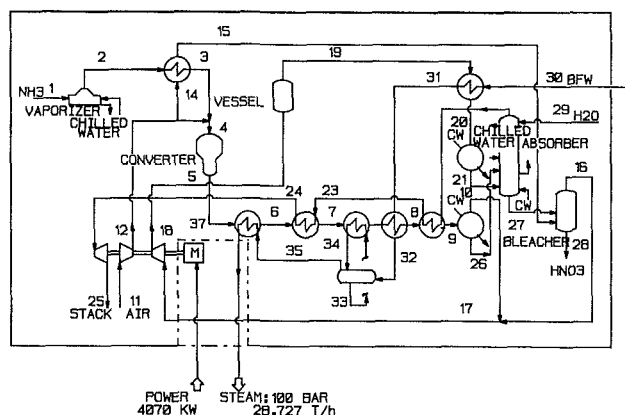 15
2
3
19
NH3 1
VAPORIZER
CHILLED
WATER
14
VESSEL
31
30 BFW
29
H2O
4
CONVERTER
5
20
CW
CHILLED
WATER
ABSORBER
16
24
23
21
10
CW
CW
12
18
37
6
7
8
9
35
34
32
26
27
BLEACHER
28
HNO3
M
33
25
STACK
11
AIR
17
POWER
4070 KW
STEAM: 100 BAR
28.727 T/h